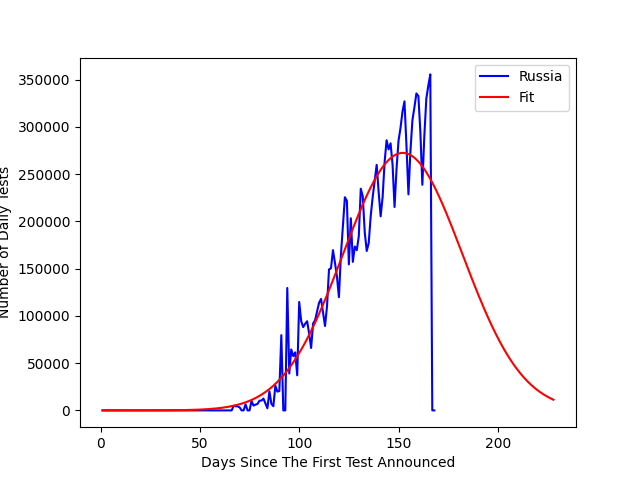 Russia
Fit
350000
300000
250000
200000
150000
100000
50000
0
Number of Daily Tests
0 50 100 150 200
Days Since The First Test Announced